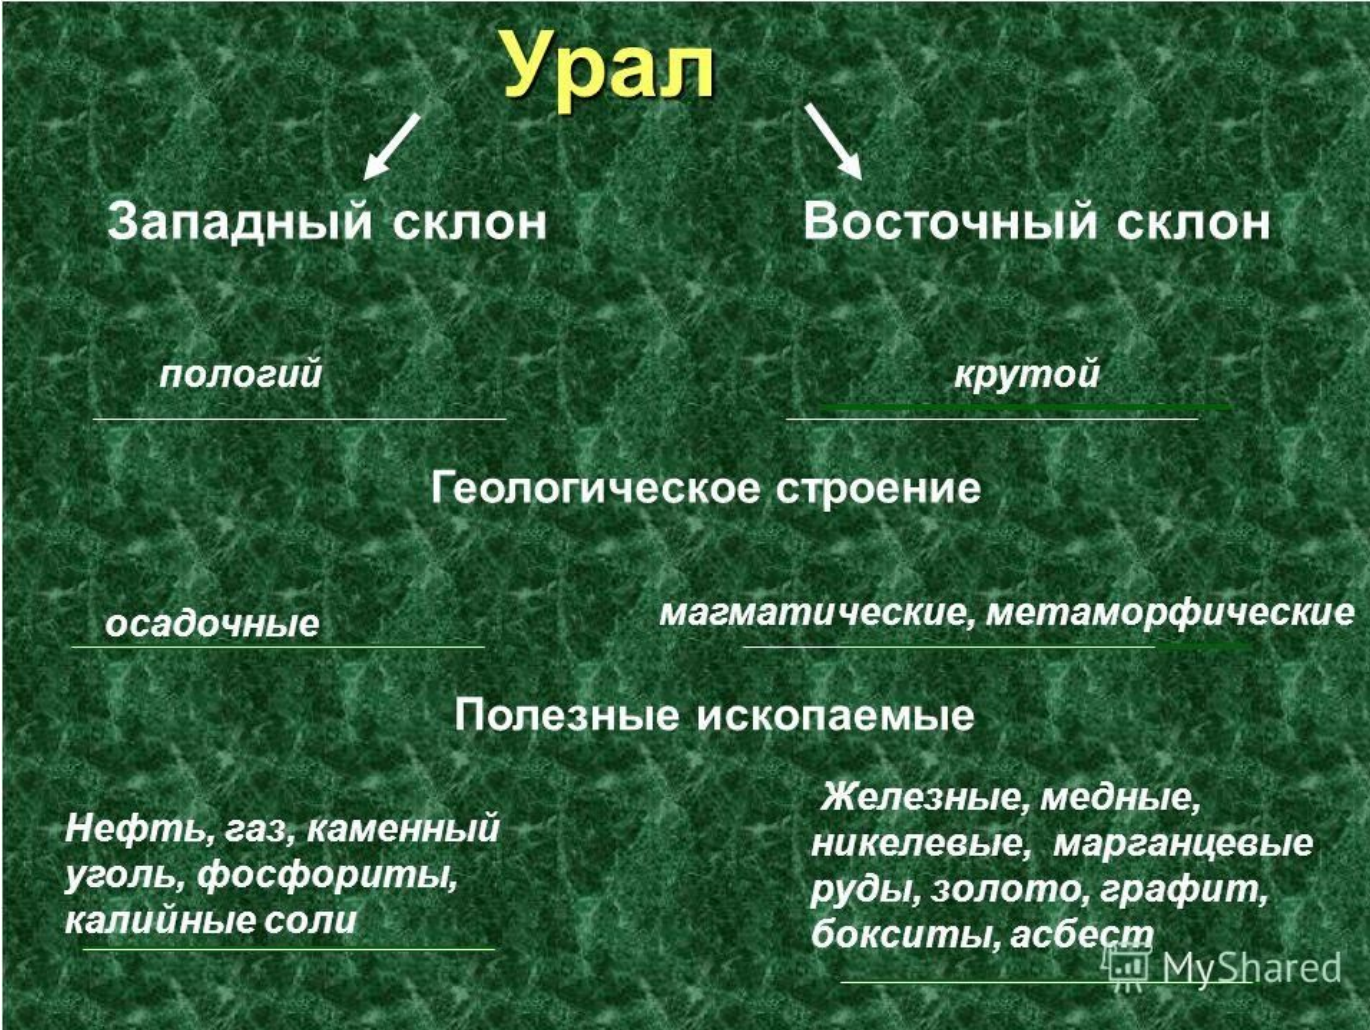 Урал
Западный склон
Восточный склон
пологий
крутой
Геологическое строение
осадочные
магматические, метаморфические
Полезные ископаемые
Нефть, газ, каменный
уголь, фосфориты,
калийные соли
Железные, медные,
никелевые, марганцевые
руды, золото, графит,
бокситы, асбест
MyShared